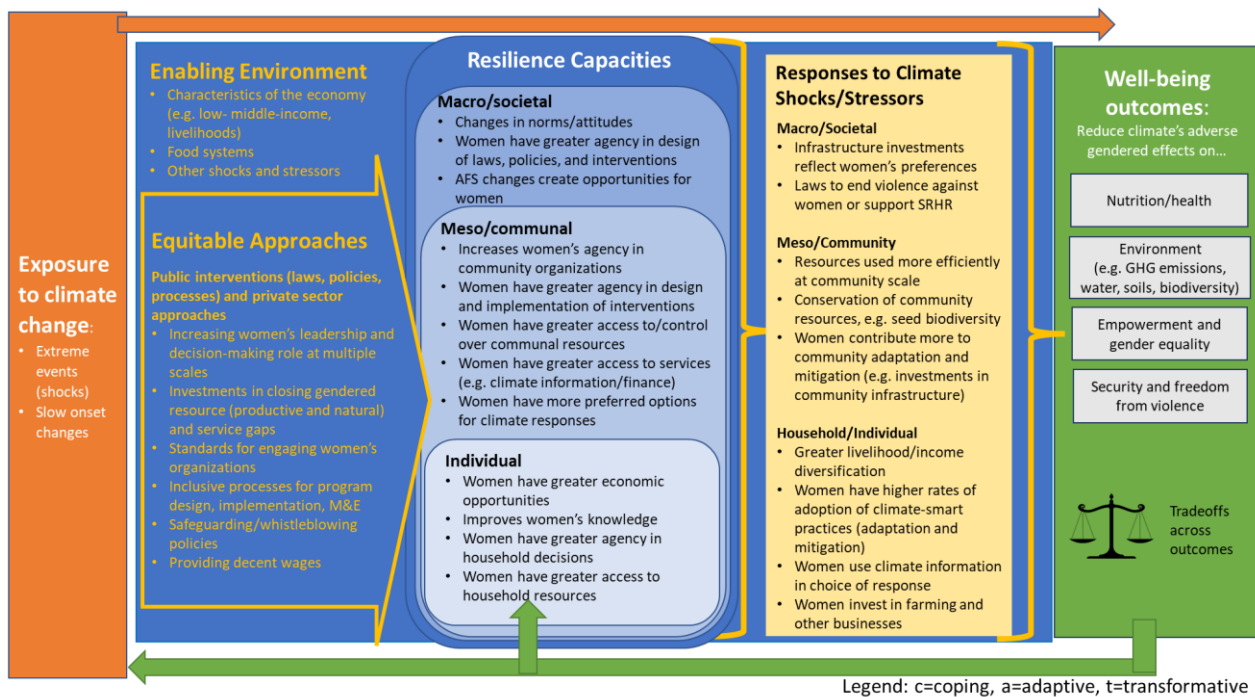 Exposure
to climate
change:
• Extreme
events
(shocks)
• Slow onset
changes
Enabling Environment
• Characteristics of the economy
(e.g. low- middle-income,
livelihoods)
• Food systems
• Other shocks and stressors
Equitable Approaches
Public interventions (laws, policies,
processes) and private sector
approaches
• Increasing women's leadership and
decision-making role at multiple
scales
• Investments in closing gendered
resource (productive and natural)
and service gaps
• Standards for engaging women's
organizations
• Inclusive processes for program
design, implementation, M&E
• Safeguarding/whistleblowing
policies
• Providing decent wages
Resilience Capacities
Macro/societal
• Changes in norms/attitudes
• Women have greater agency in design
of laws, policies, and interventions
• AFS changes create opportunities for
women
Meso/communal
• Increases women's agency in
community organizations
• Women have greater agency in design
and implementation of interventions
• Women have greater access to/control
over communal resources
• Women have greater access to services
(e.g. climate information/finance)
• Women have more preferred options
for climate responses
Individual
• Women have greater economic
opportunities
• Improves women's knowledge
• Women have greater agency in
household decisions
• Women have greater access to
household resources
Responses to Climate
Shocks/Stressors
Macro/Societal
• Infrastructure investments
reflect women's preferences
• Laws to end violence against
women or support SRHR
Meso/Community
• Resources used more efficiently
at community scale
• Conservation of community
resources, e.g. seed biodiversity
• Women contribute more to
community adaptation and
mitigation (e.g. investments in
community infrastructure)
Household/Individual
• Greater livelihood/income
diversification
• Women have higher rates of
adoption of climate-smart
practices (adaptation and
mitigation)
• Women use climate information
in choice of response
• Women invest in farming and
other businesses
Well-being
outcomes:
Reduce climate's adverse
gendered effects on...
Nutrition/health
Environment
(e.g. GHG emissions,
water, soils, biodiversity)
Empowerment and
gender equality
Security and freedom
from violence
Tradeoffs
across
outcomes
Legend: c=coping, a=adaptive, t=transformative